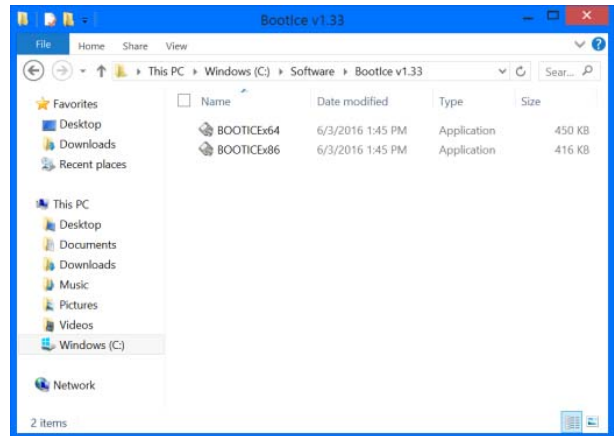 BootIce v1.33
File Home Share View
This PC Windows (C:) Software BootIce v1.33 Sear...
Favorites
Desktop
Downloads
Recent places
This PC
Desktop
Documents
Downloads
Music
Pictures
Videos
Windows (C:)
Network
Name Date modified Type Size
BOOTICEx64 6/3/2016 1:45 PM Application 450 KB
BOOTICEx86 6/3/2016 1:45 PM Application 416 KB
2 items